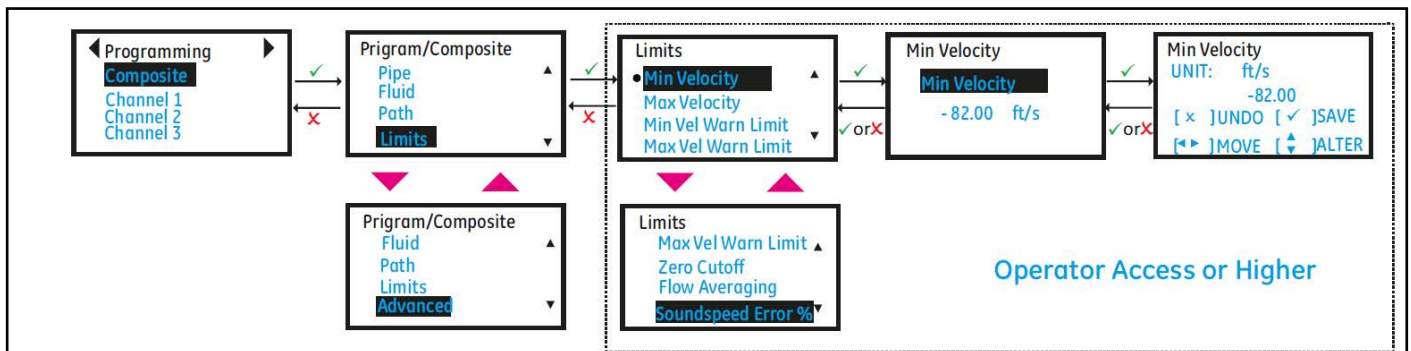 Programming
Composite
Channel 1
Channel 2
Channel 3
✓
✗
Prigram/Composite
Pipe
Fluid
Path
Limits
✓
✗
Limits
•Min Velocity
Max Velocity
Min Vel Warn Limit
Max Vel Warn Limit
✓
✓or✗
Min Velocity
Min Velocity
- 82.00 ft/s
✓
✓or✗
Min Velocity
UNIT: ft/s
-82.00
[ × ]UNDO [ ✓ ]SAVE
[◄ ► ]MOVE [ ▲▼ ]ALTER
Prigram/Composite
Fluid
Path
Limits
Advanced
Limits
Max Vel Warn Limit
Zero Cutoff
Flow Averaging
Soundspeed Error %
Operator Access or Higher